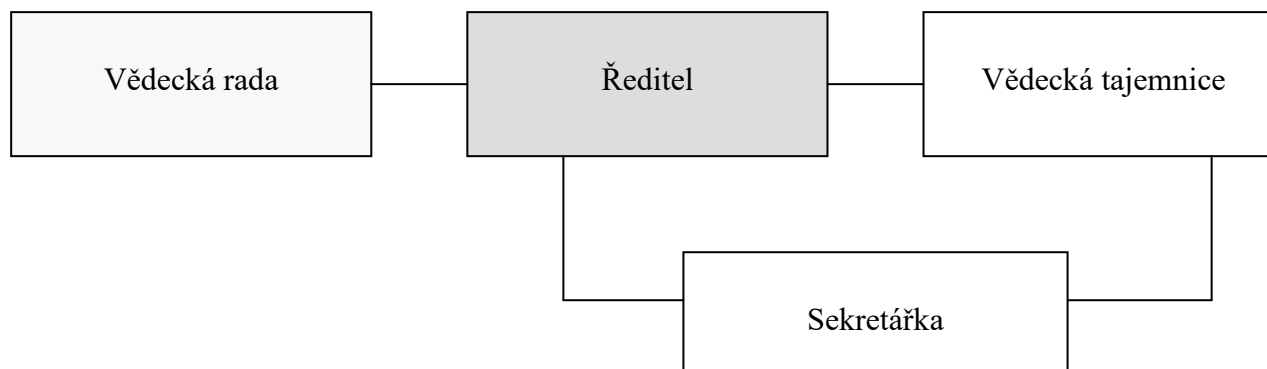 Vědecká rada
Ředitel
Vědecká tajemnice
Sekretářka